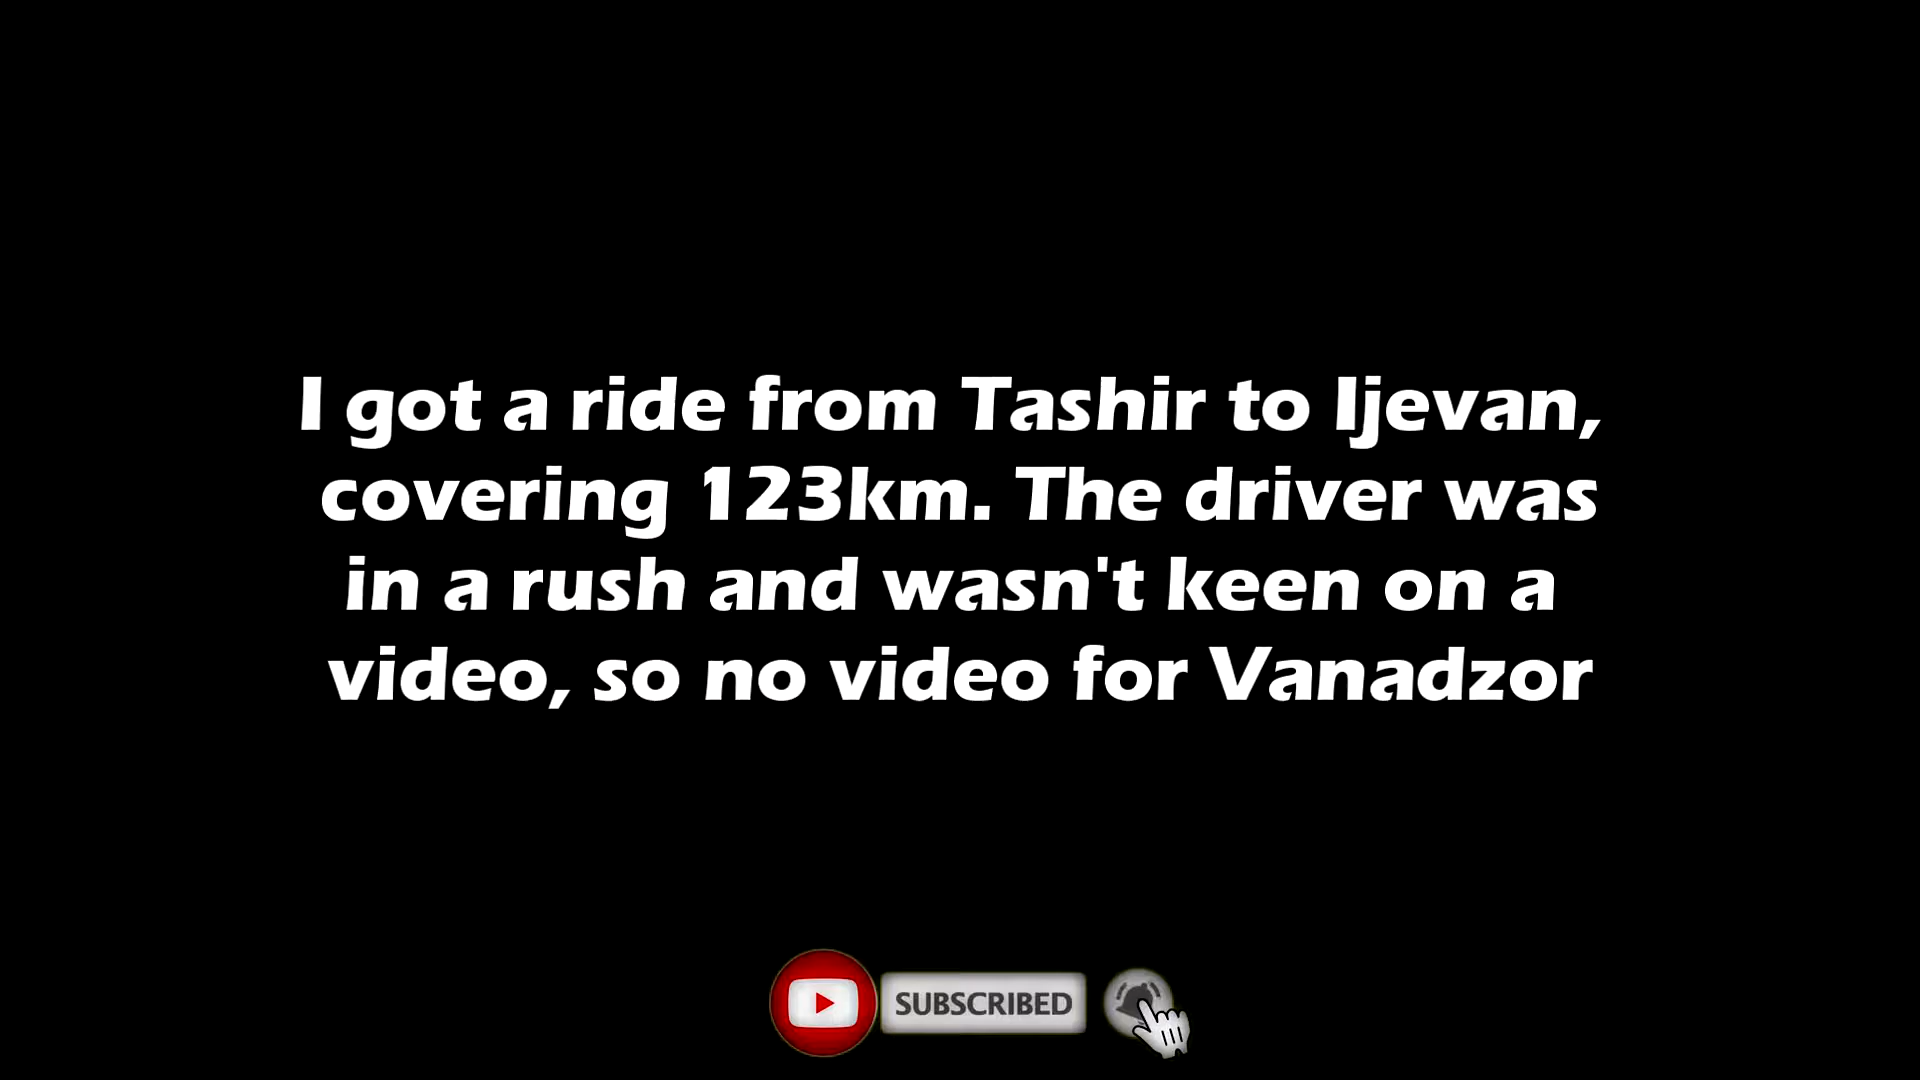 I got a ride from Tashir to Ijevan,
covering 123km. The driver was
in a rush and wasn't keen on a
video, so no video for Vanadzor
SUBSCRIBED